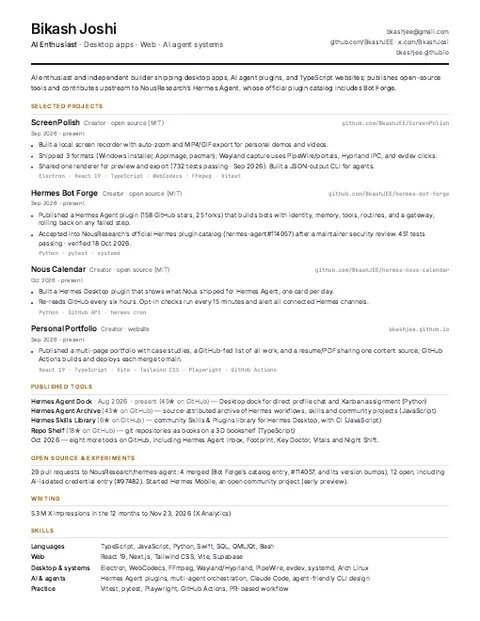 Bikash Joshi
AI Enthusiast · Desktop apps · Web · AI agent systems
bkashjee@gmail.com
github.com/BkashJEE · x.com/BkashJosi
bkashjee.github.io
AI enthusiast and independent builder shipping desktop apps, AI agent plugins, and TypeScript websites; publishes open-source
tools and contributes upstream to NousResearch's Hermes Agent, whose official plugin catalog includes Bot Forge.
SELECTED PROJECTS
ScreenPolish Creator · open source (MIT)
github.com/BkashJEE/ScreenPolish
Sep 2026 - present
• Built a local screen recorder with auto-zoom and MP4/GIF export for personal demos and videos.
• Shipped 3 formats (Windows installer, AppImage, pacman); Wayland capture uses PipeWire/portals, Hyprland IPC, and evdev clicks.
• Shared one renderer for preview and export (732 tests passing · Sep 2026). Built a JSON-output CLI for agents.
Electron · React 19 · TypeScript · WebCodecs · FFmpeg · Vitest
Hermes Bot Forge Creator · open source (MIT)
github.com/BkashJEE/hermes-bot-forge
Sep 2026 - present
• Published a Hermes Agent plugin (158 GitHub stars, 25 forks) that builds bots with identity, memory, tools, routines, and a gateway,
rolling back on any failed step.
• Accepted into NousResearch's official Hermes plugin catalog (hermes-agent#114057) after a maintainer security review. 451 tests
passing · verified 18 Oct 2026.
Python · pytest · systemd
Nous Calendar Creator · open source (MIT)
github.com/BkashJEE/hermes-nous-calendar
Oct 2026 - present
• Built a Hermes Desktop plugin that shows what Nous shipped for Hermes Agent, one card per day.
• Re-reads GitHub every six hours. Opt-in checks run every 15 minutes and alert all connected Hermes channels.
Python · GitHub API · hermes cron
Personal Portfolio Creator · website
bkashjee.github.io
Sep 2026 - present
• Published a multi-page portfolio with case studies, a GitHub-fed list of all work, and a resume/PDF sharing one content source; GitHub
Actions builds and deploys each merge to main.
React 19 · TypeScript · Vite · Tailwind CSS · Playwright · GitHub Actions
PUBLISHED TOOLS
Hermes Agent Dock · Aug 2026 - present (49★ on GitHub) — Desktop dock for direct profile chat and Kanban assignment (Python)
Hermes Agent Archive (43★ on GitHub) — source attributed archive of Hermes workflows, skills and community projects (JavaScript)
Hermes Skills Library (6★ on GitHub) — community Skills & Plugins library for Hermes Desktop, with CI (JavaScript)
Repo Shelf (18★ on GitHub) — git repositories as books on a 3D bookshelf (TypeScript)
Oct 2026 — eight more tools on GitHub, including Hermes Agent Inbox, Footprint, Key Doctor, Vitals and Night Shift.
OPEN SOURCE & EXPERIMENTS
29 pull requests to NousResearch/hermes-agent: 4 merged (Bot Forge's catalog entry, #114057, and its version bumps), 12 open; including
AI-isolated credential entry (#97482). Started Hermes Mobile, an open community project (early preview).
WRITING
5.3M X impressions in the 12 months to Nov 23, 2026 (X Analytics)
SKILLS
Languages TypeScript, JavaScript, Python, Swift, SQL, QML/Qt, Bash
Web React 19, Next.js, Tailwind CSS, Vite, Supabase
Desktop & systems Electron, WebCodecs, FFmpeg, Wayland/Hyprland, PipeWire, evdev, systemd, Arch Linux
AI & agents Hermes Agent plugins, multi-agent orchestration, Claude Code, agent-friendly CLI design
Practice Vitest, pytest, Playwright, GitHub Actions, PR-based workflow